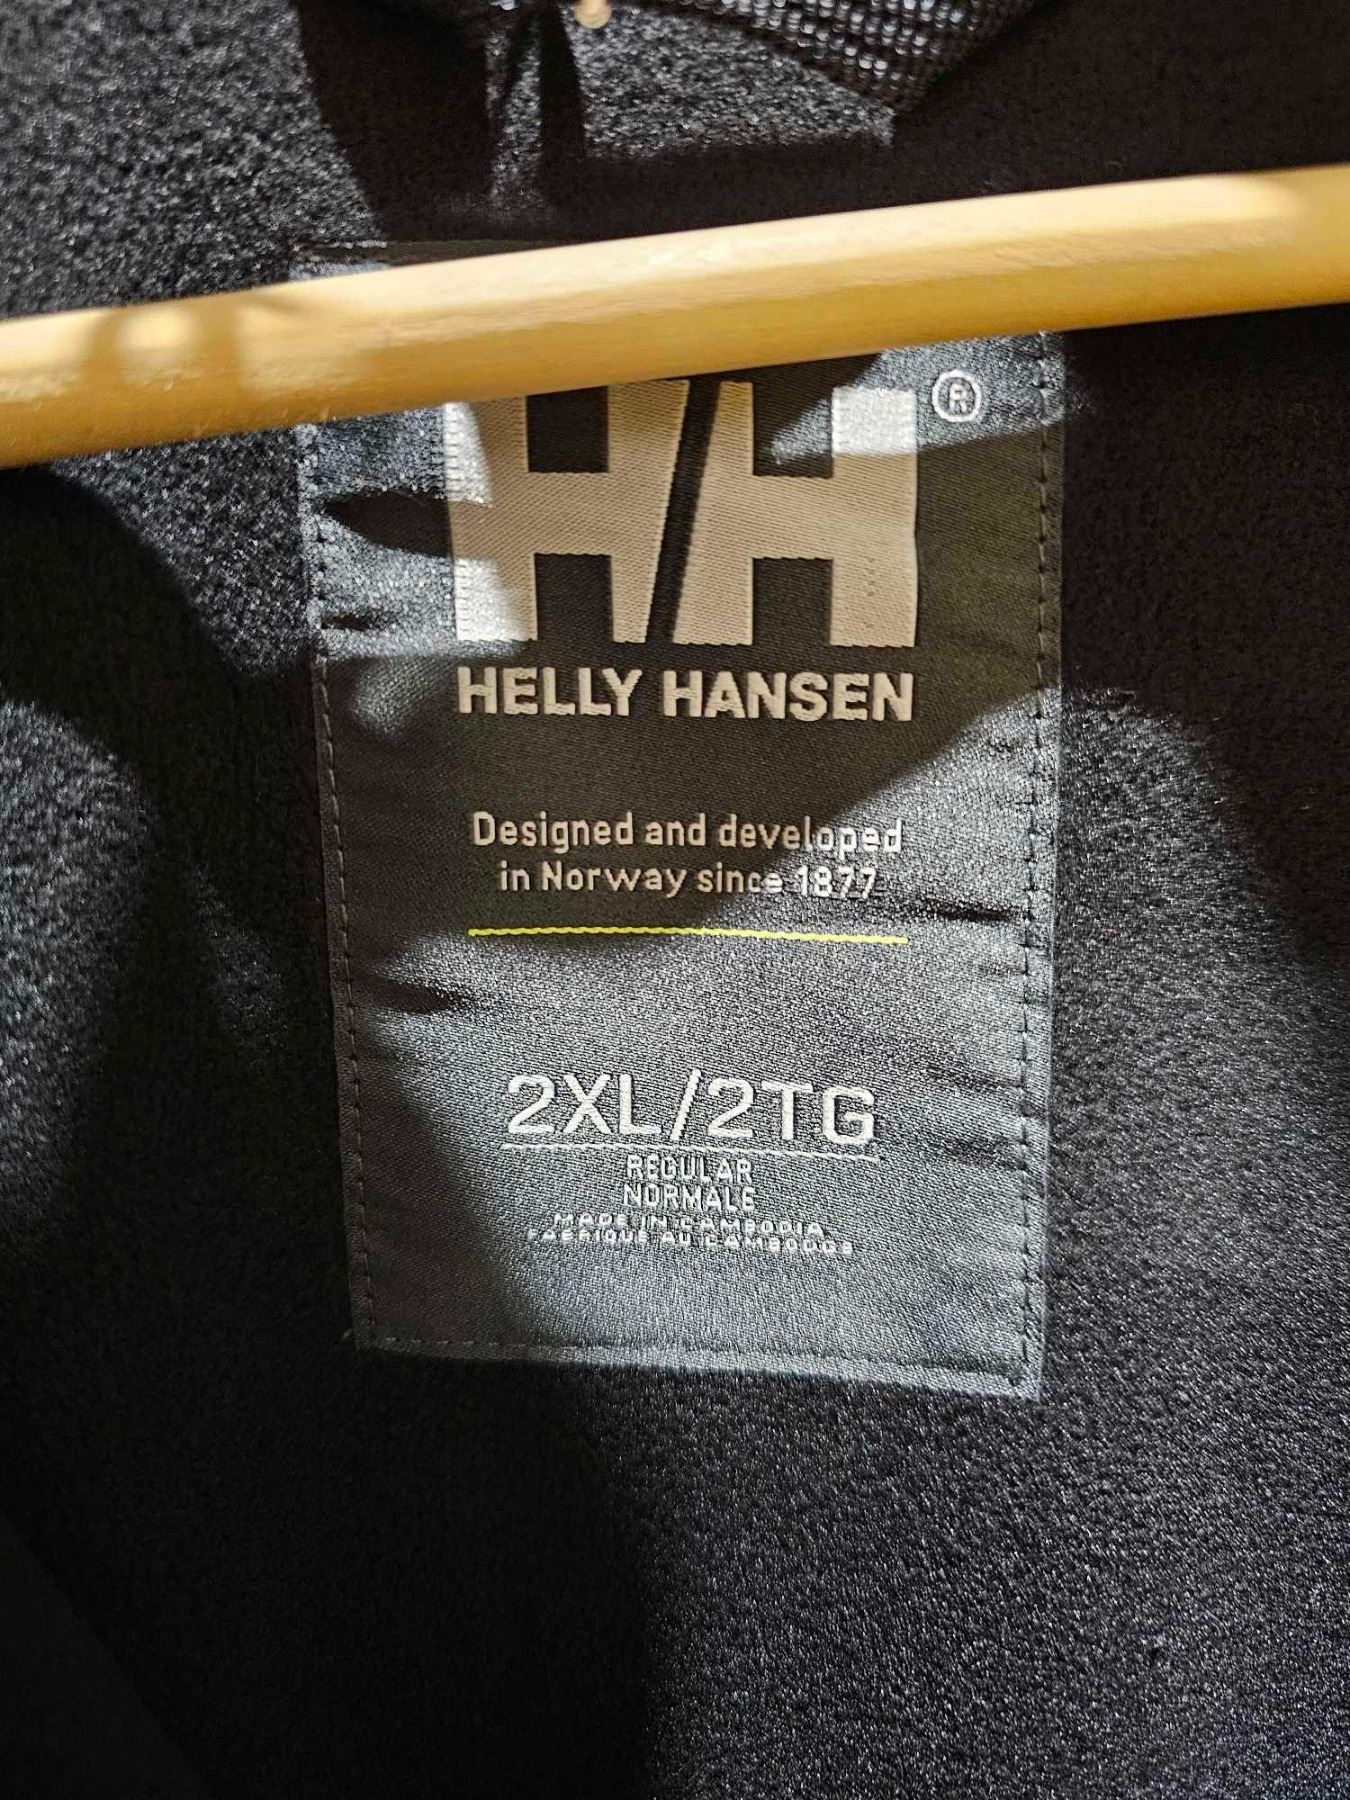 HH ®
HELLY HANSEN
Designed and developed
in Norway since 1877
2XL/2TG
REGULAR
NORMALE
MADE IN CAMBODIA
FABRIQUÉ AU CAMBODGE